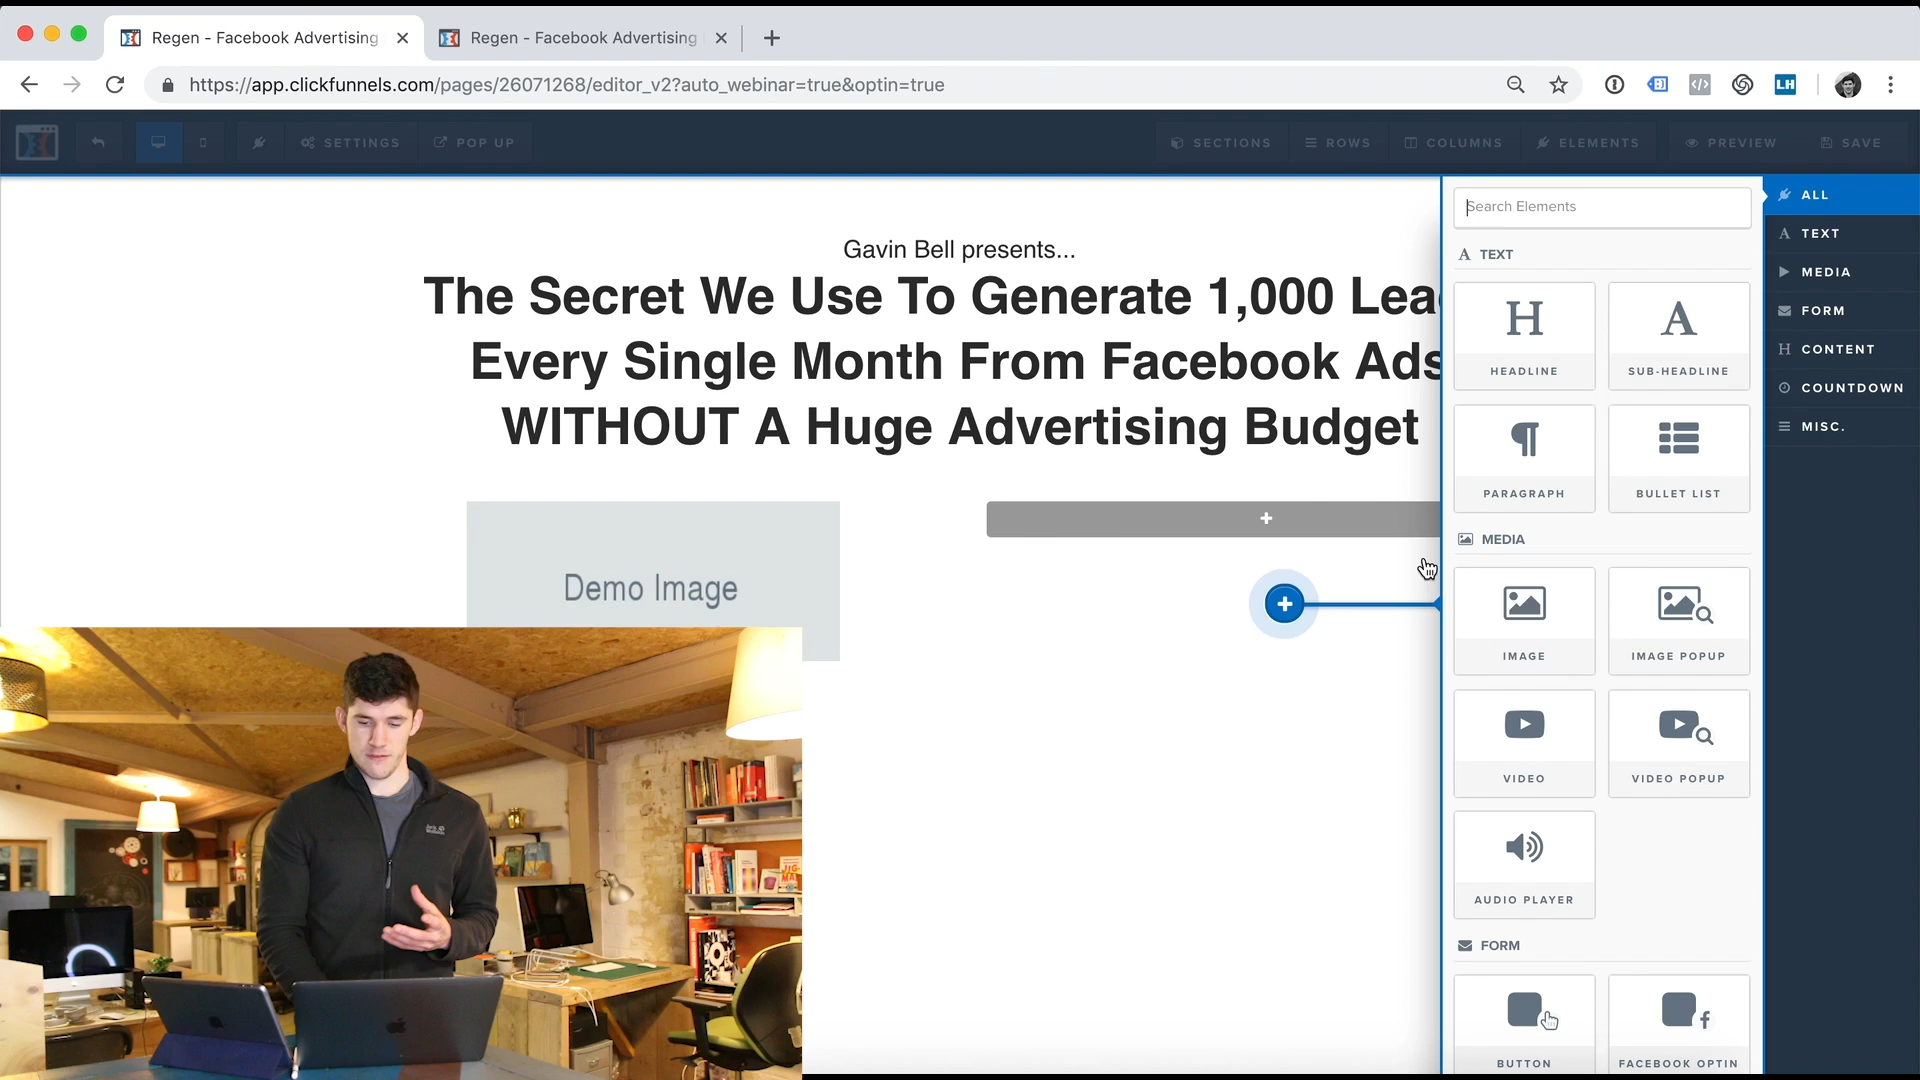 Regen - Facebook Advertising
Regen - Facebook Advertising
https://app.clickfunnels.com/pages/26071268/editor_v2?auto_webinar=true&optin=true
LH
SETTINGS
POP UP
SECTIONS
ROWS
COLUMNS
ELEMENTS
PREVIEW
SAVE
Gavin Bell presents...
The Secret We Use To Generate 1,000 Lea
Every Single Month From Facebook Ads
WITHOUT A Huge Advertising Budget
Demo Image
Search Elements
TEXT
HEADLINE
SUB-HEADLINE
PARAGRAPH
BULLET LIST
MEDIA
IMAGE
IMAGE POPUP
VIDEO
VIDEO POPUP
AUDIO PLAYER
FORM
BUTTON
FACEBOOK OPTIN
ALL
TEXT
MEDIA
FORM
CONTENT
COUNTDOWN
MISC.